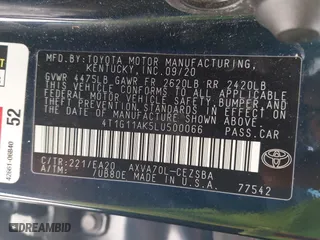 MFD. BY: TOYOTA MOTOR MANUFACTURING,
KENTUCKY, INC. 09/20
GVWR 4475LB GAWR FR 2620LB RR 2420LB
THIS VEHICLE CONFORMS TO ALL APPLICABLE
FEDERAL MOTOR VEHICLE SAFETY, BUMPER, AND
THEFT PREVENTION STANDARDS IN EFFECT ON
THE DATE OF MANUFACTURE SHOWN ABOVE.
4T1G11AK5LU500066 PASS. CAR
C/TR: 221/EA20 AXVA70L-CEZSBA
A/TM: 7UB80E MADE IN U.S.A.
TOYOTA
77542
52